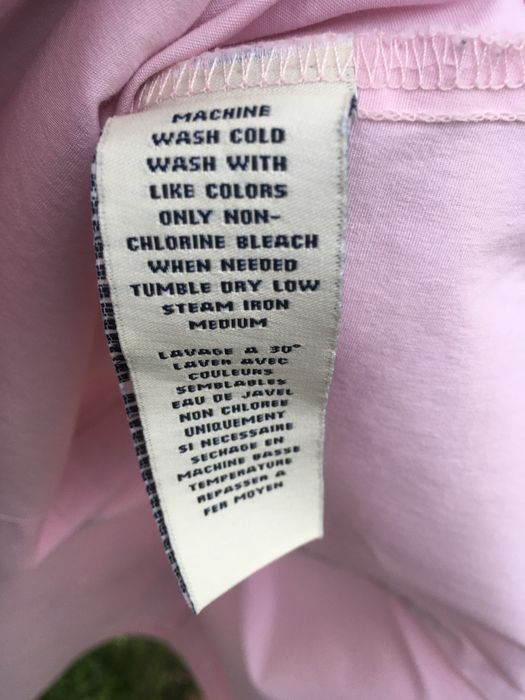 MACHINE
WASH COLD
WASH WITH
LIKE COLORS
ONLY NON-
CHLORINE BLEACH
WHEN NEEDED
TUMBLE DRY LOW
STEAM IRON
MEDIUM
LAVAGE A 30°
LAVER AVEC
COULEURS
SEMBLABLES
EAU DE JAVEL
NON CHLOREE
UNIQUEMENT
SI NECESSAIRE
SECHAGE EN
MACHINE BASSE
TEMPERATURE
REPASSER A
FER MOYEN